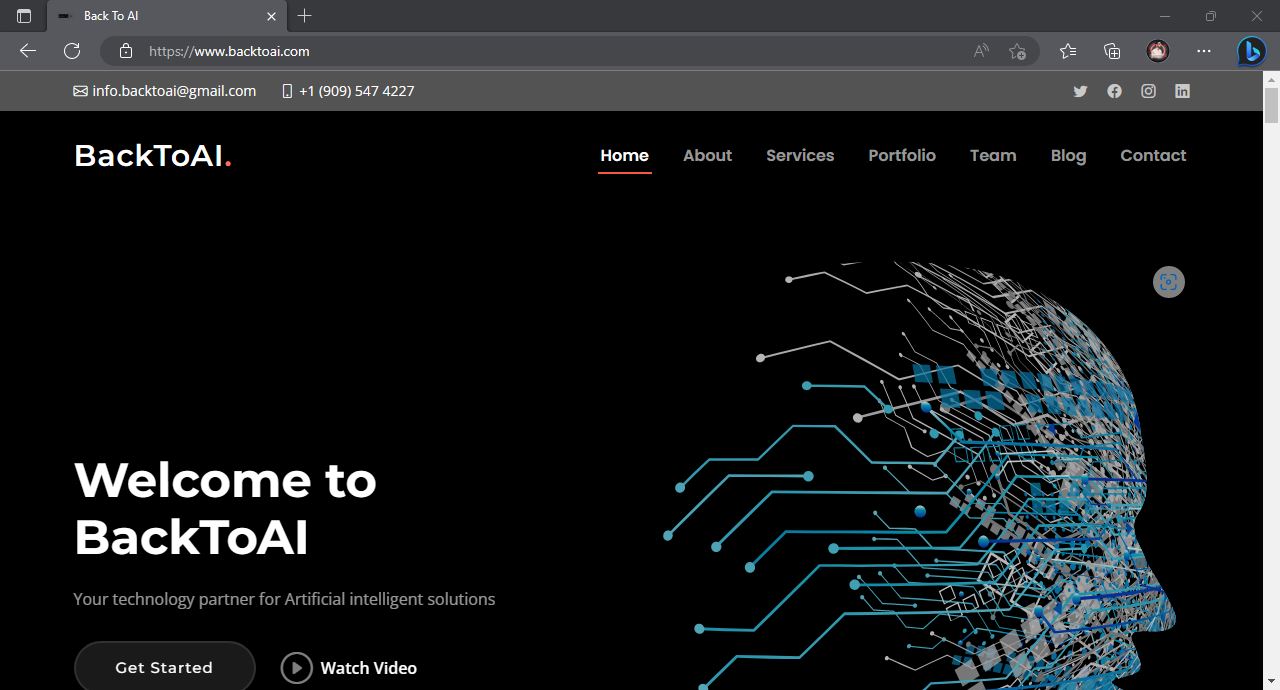 Back To AI
https://www.backtoai.com
info.backtoai@gmail.com +1 (909) 547 4227
BackToAI.
Home About Services Portfolio Team Blog Contact
Welcome to
BackToAI
Your technology partner for Artificial intelligent solutions
Get Started Watch Video